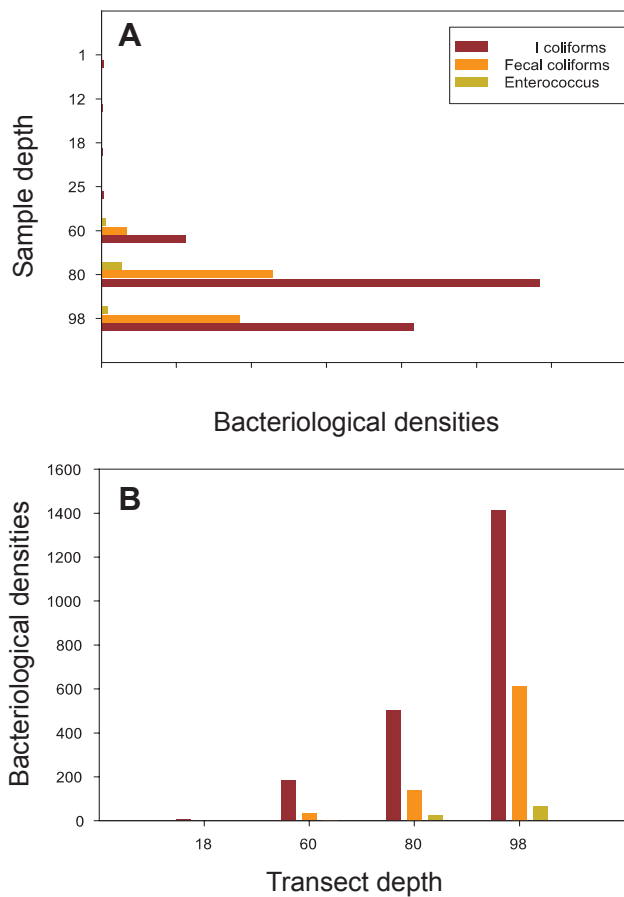 A
I coliforms
Fecal coliforms
Enterococcus
Sample depth
1
12
18
25
60
80
98
Bacteriological densities
B
Bacteriological densities
1600
1400
1200
1000
800
600
400
200
0
18 60 80 98
Transect depth